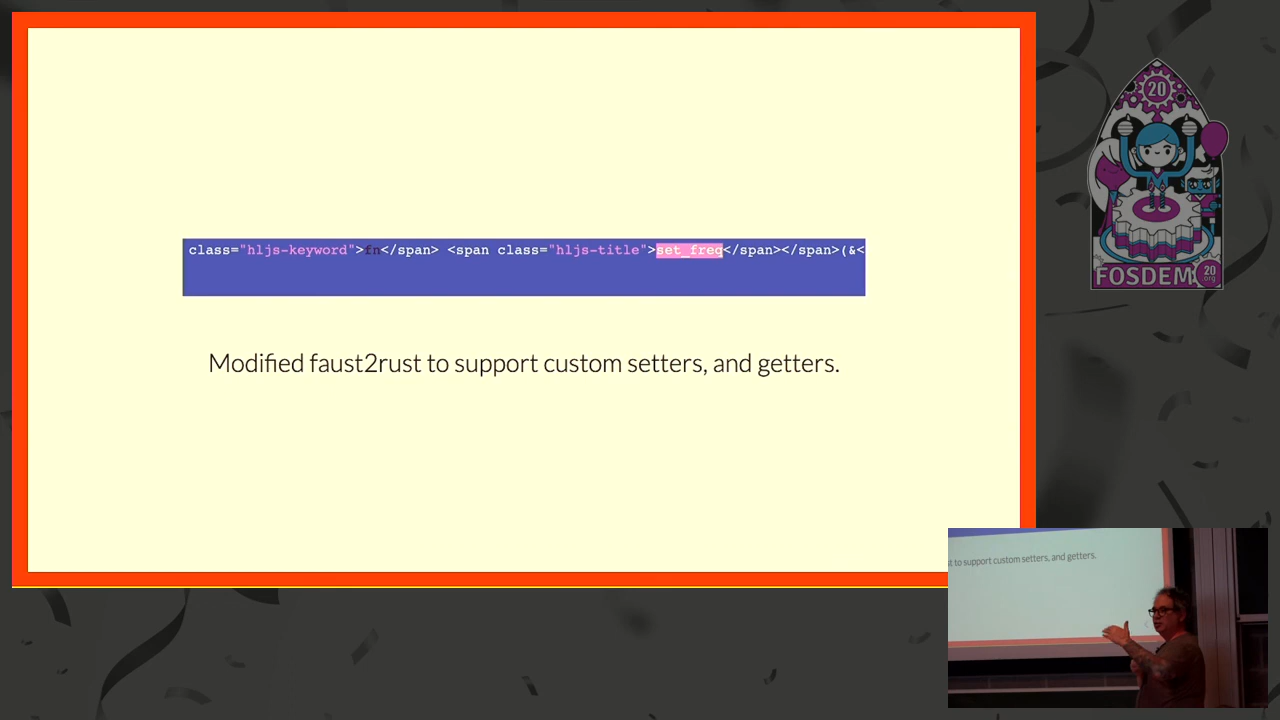 class="hljs-keyword">fn</span> <span class="hljs-title">set_freq</span></span>(&<
Modified faust2rust to support custom setters, and getters.
20
FOSDEM
20
.org
to support custom setters, and getters.